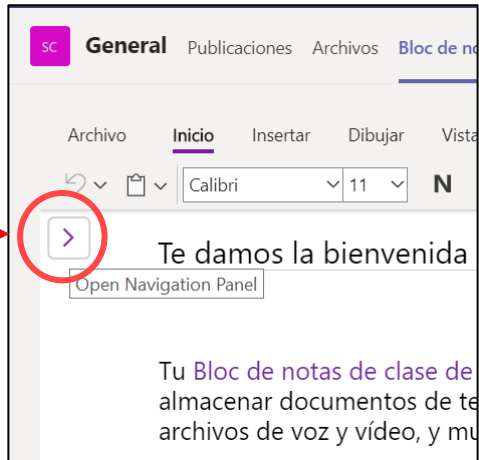 SC General Publicaciones Archivos Bloc de no
Archivo Inicio Insertar Dibujar Vista
Calibri 11 N
Te damos la bienvenida
Open Navigation Panel
Tu Bloc de notas de clase de
almacenar documentos de te
archivos de voz y vídeo, y mu